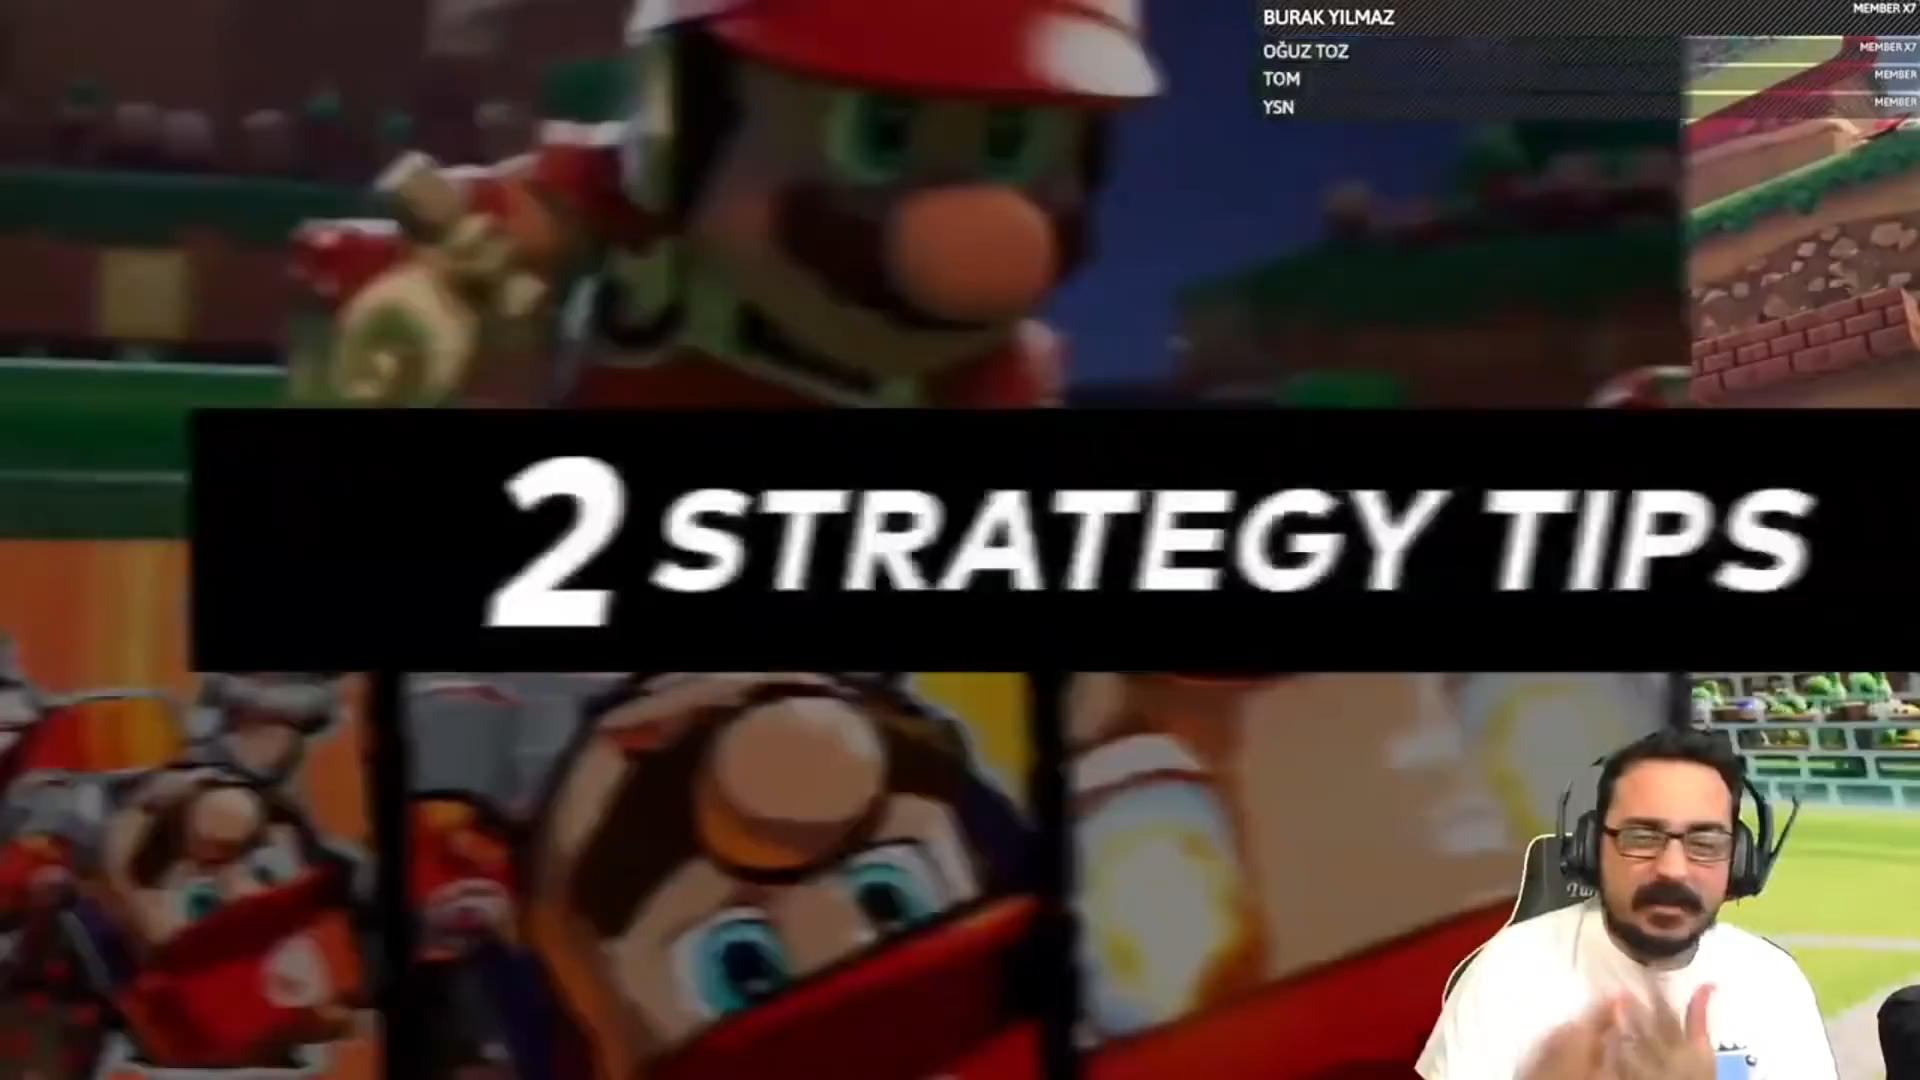 BURAK YILMAZ MEMBER X7
OĞUZ TOZ MEMBER X7
TOM MEMBER
YSN MEMBER
2 STRATEGY TIPS